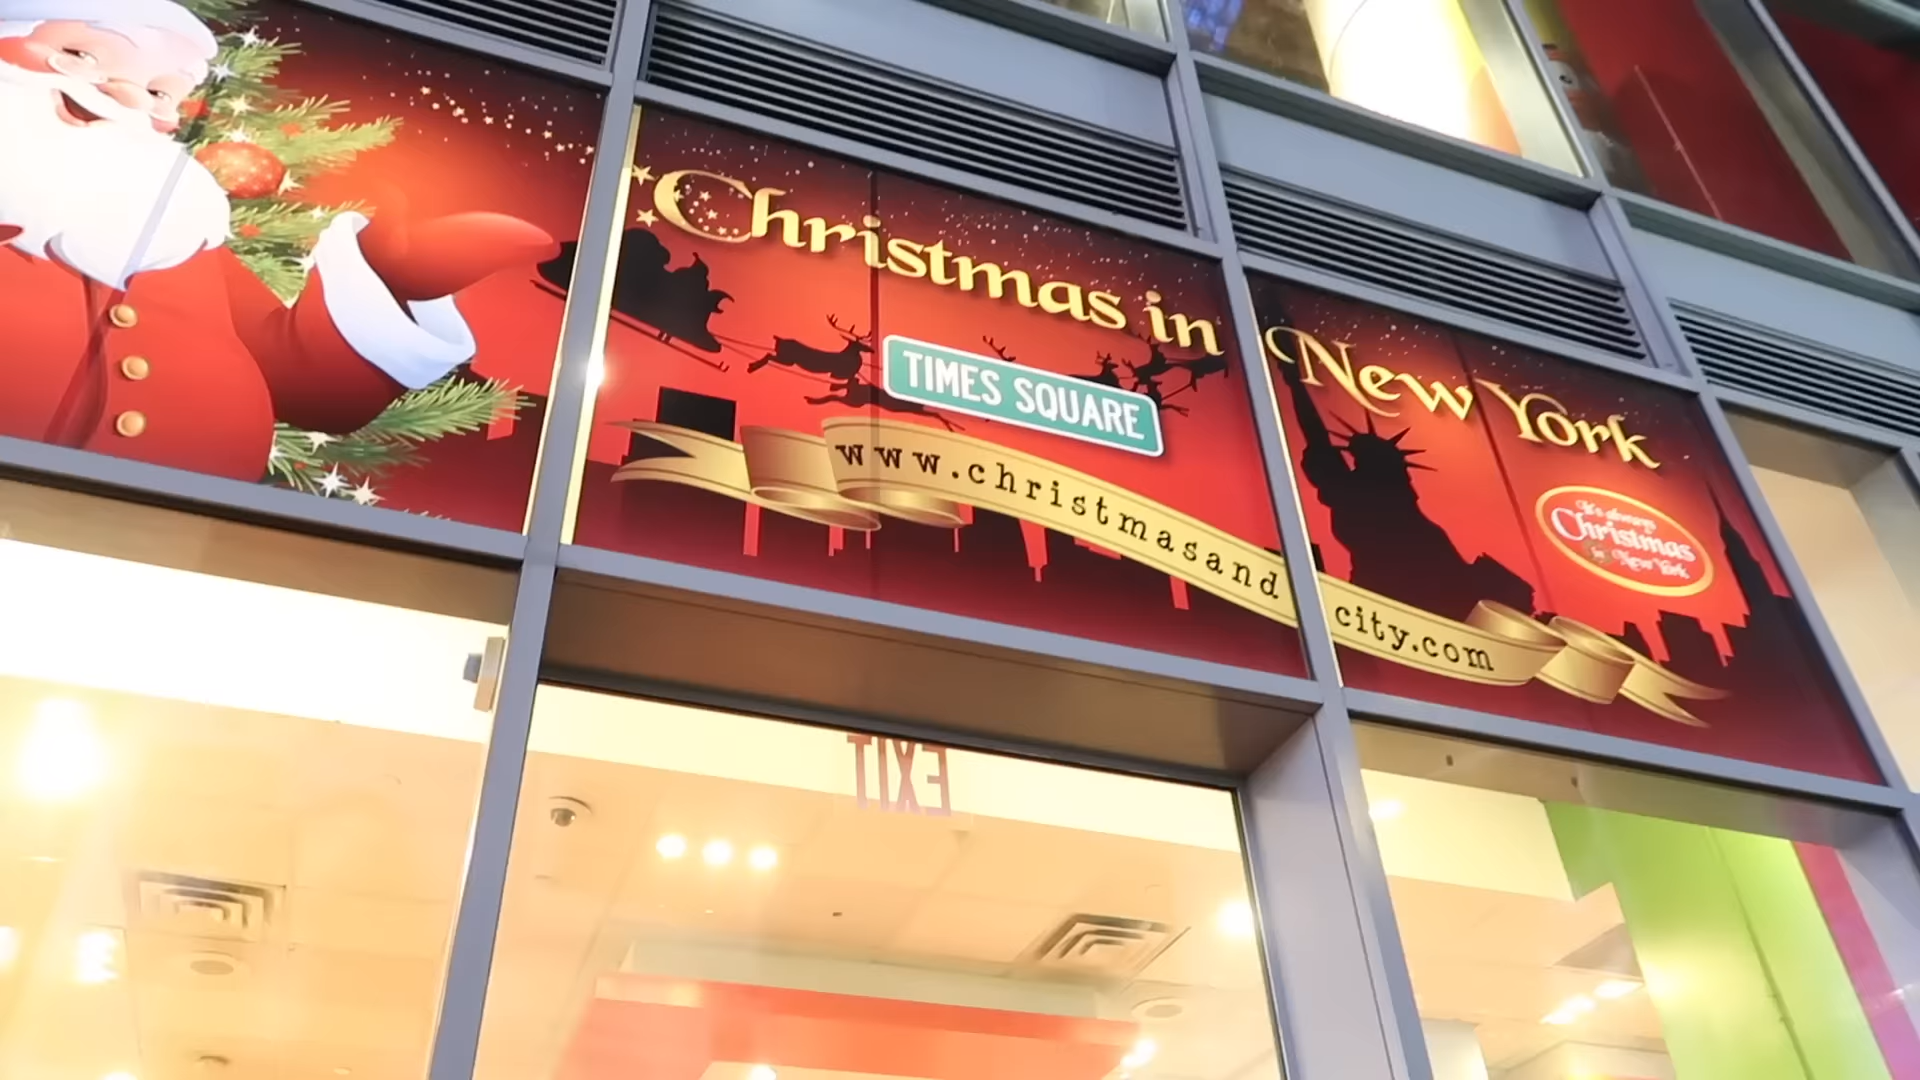 Christmas in New York
TIMES SQUARE
www.christmasand city.com
It's always
Christmas
in New York
EXIT